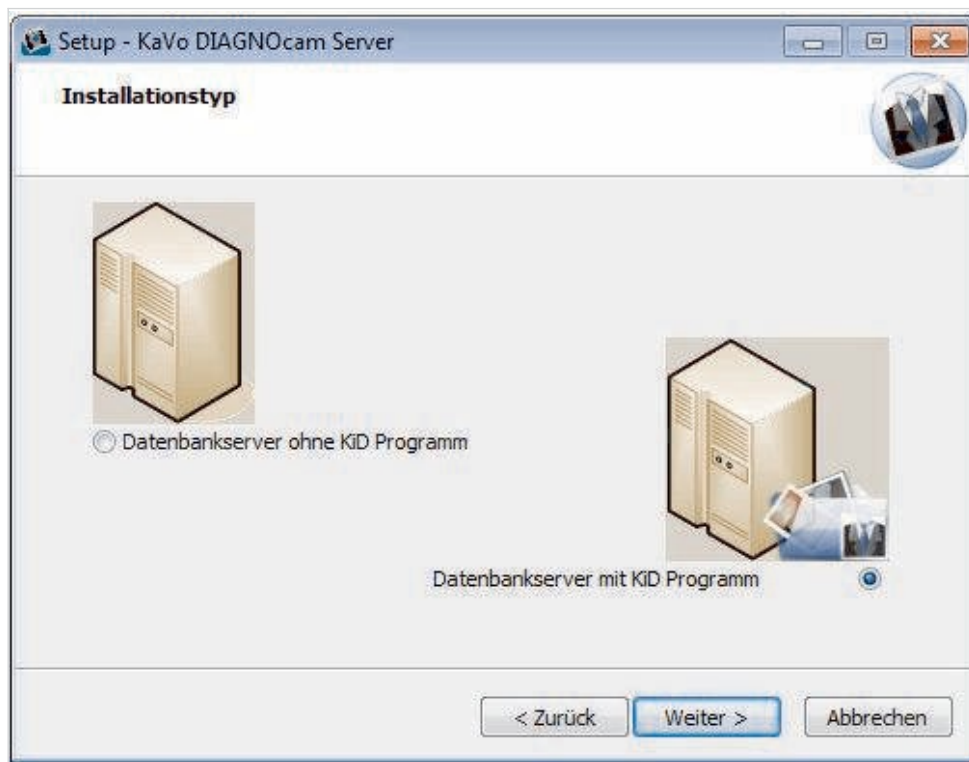 Setup - KaVo DIAGNOcam Server
Installationstyp
Datenbankserver ohne KiD Programm
Datenbankserver mit KiD Programm
< Zurück
Weiter >
Abbrechen